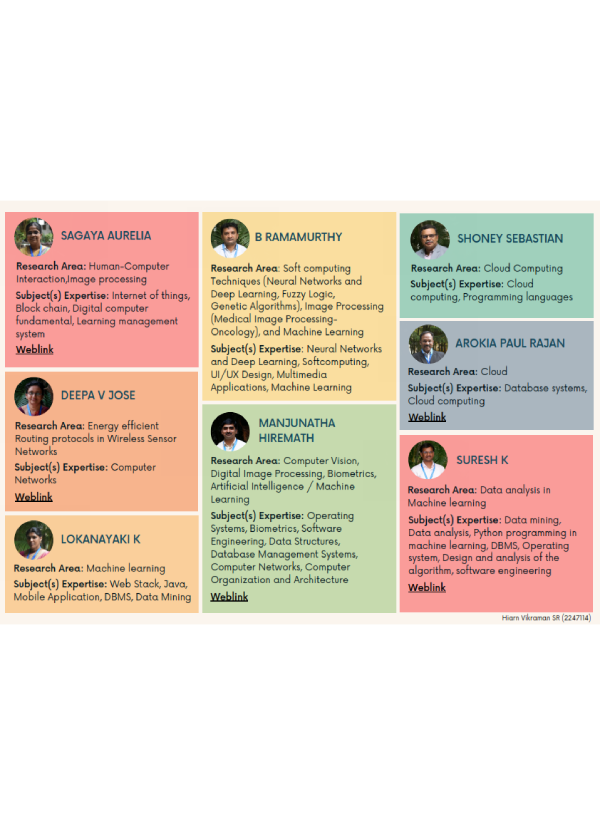 SAGAYA AURELIA
Research Area: Human-Computer
Interaction,Image processing
Subject(s) Expertise: Internet of things,
Block chain, Digital computer
fundamental, Learning management
system
Weblink
DEEPA V JOSE
Research Area: Energy efficient
Routing protocols in Wireless Sensor
Networks
Subject(s) Expertise: Computer
Networks
Weblink
LOKANAYAKI K
Research Area: Machine learning
Subject(s) Expertise: Web Stack, Java,
Mobile Application, DBMS, Data Mining
B RAMAMURTHY
Research Area: Soft computing
Techniques (Neural Networks and
Deep Learning, Fuzzy Logic,
Genetic Algorithms), Image Processing
(Medical Image Processing-
Oncology), and Machine Learning
Subject(s) Expertise: Neural Networks
and Deep Learning, Softcomputing,
UI/UX Design, Multimedia
Applications, Machine Learning
MANJUNATHA
HIREMATH
Research Area: Computer Vision,
Digital Image Processing, Biometrics,
Artificial Intelligence / Machine
Learning
Subject(s) Expertise: Operating
Systems, Biometrics, Software
Engineering, Data Structures,
Database Management Systems,
Computer Networks, Computer
Organization and Architecture
Weblink
SHONEY SEBASTIAN
Research Area: Cloud Computing
Subject(s) Expertise: Cloud
computing, Programming languages
AROKIA PAUL RAJAN
Research Area: Cloud
Subject(s) Expertise: Database systems,
Cloud computing
Weblink
SURESH K
Research Area: Data analysis in
Machine learning
Subject(s) Expertise: Data mining,
Data analysis, Python programming in
machine learning, DBMS, Operating
system, Design and analysis of the
algorithm, software engineering
Weblink
Hiarn Vikraman SR (2247114)